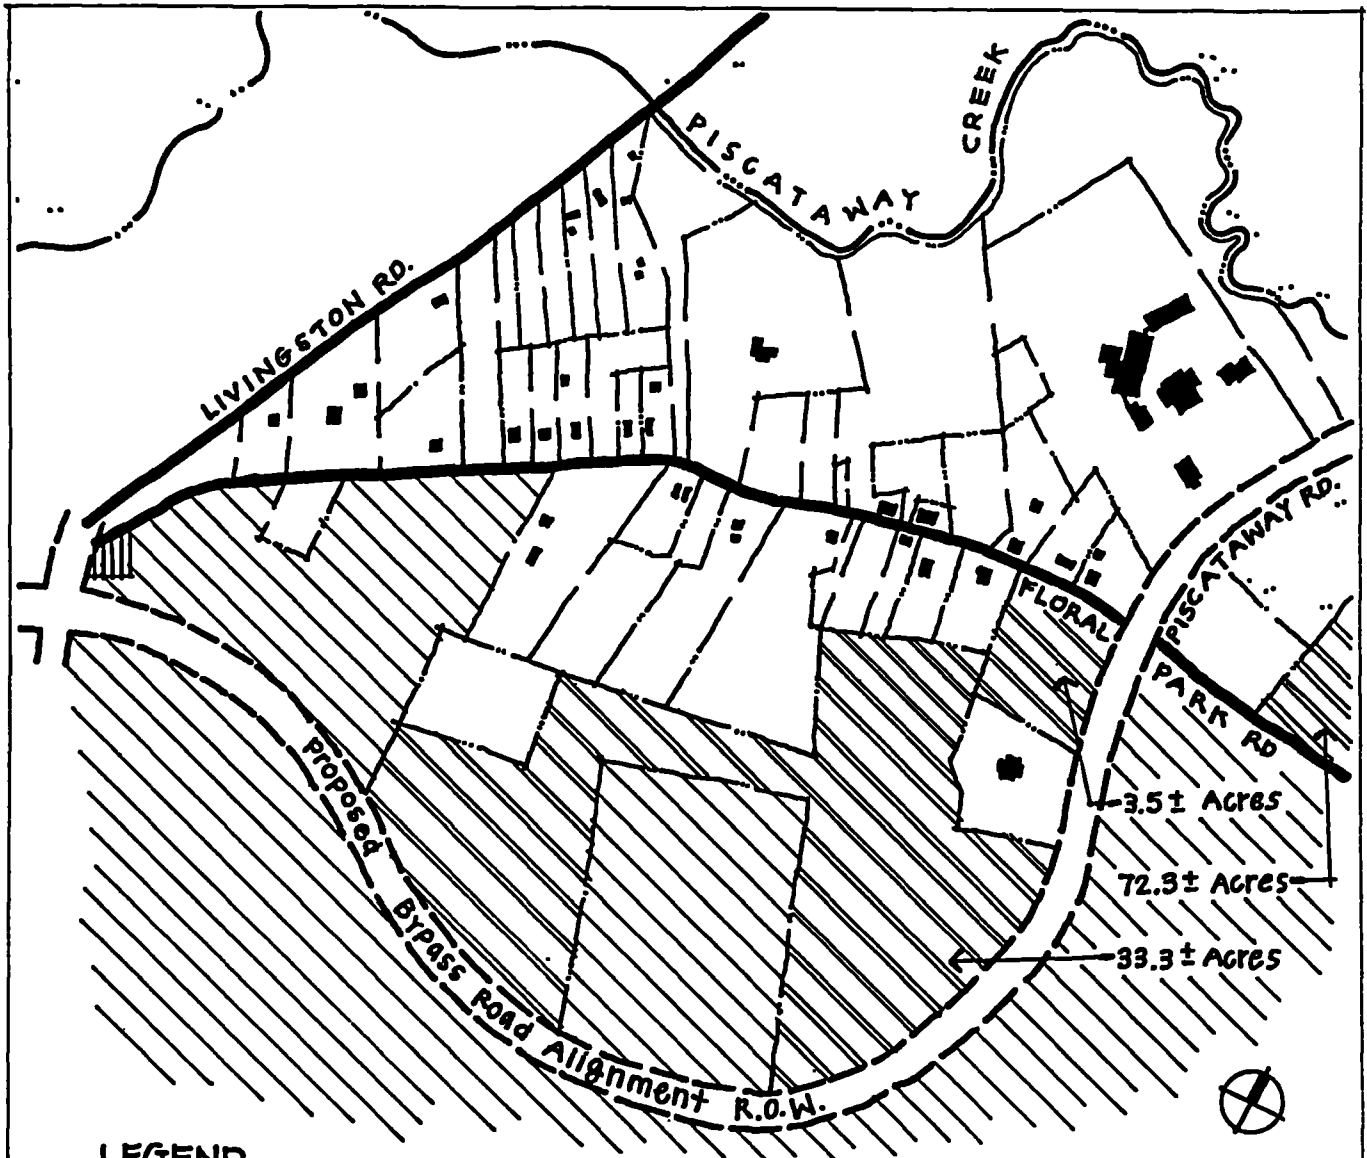 CREEK
PISCATAWAY
LIVINGSTON RD.
PISCATAWAY RD.
FLORAL
PARK RD
3.5 ± Acres
72.3 ± Acres
33.3 ± Acres
Proposed Bypass Road Alignment R.O.W.
LEGEND